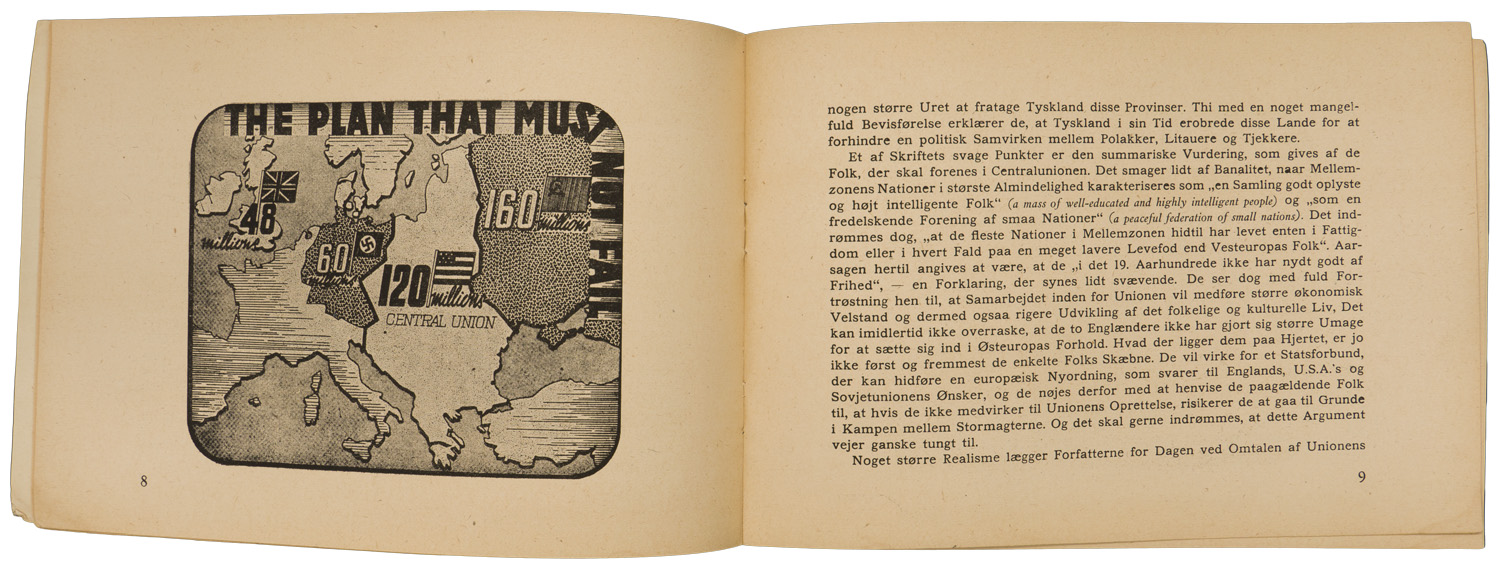 THE PLAN THAT MUST NOT FAIL
48
millions
60
millions
160
millions
120
millions
CENTRAL UNION
8
nogen større Uret at fratage Tyskland disse Provinser. Thi med en noget mangel-
fuld Bevisførelse erklærer de, at Tyskland i sin Tid erobrede disse Lande for at
forhindre en politisk Samvirken mellem Polakker, Litauere og Tjekkere.
Et af Skriftets svage Punkter er den summariske Vurdering, som gives af de
Folk, der skal forenes i Centralunionen. Det smager lidt af Banalitet, naar Mellem-
zonens Nationer i største Almindelighed karakteriseres som „en Samling godt oplyste
og højt intelligente Folk“ (a mass of well-educated and highly intelligent people) og „som en
fredelskende Forening af smaa Nationer“ (a peaceful federation of small nations). Det ind-
rømmes dog, „at de fleste Nationer i Mellemzonen hidtil har levet enten i Fattig-
dom eller i hvert Fald paa en meget lavere Levefod end Vesteuropas Folk“. Aar-
sagen hertil angives at være, at de „i det 19. Aarhundrede ikke har nydt godt af
Frihed“, — en Forklaring, der synes lidt svævende. De ser dog med fuld For-
trøstning hen til, at Samarbejdet inden for Unionen vil medføre større økonomisk
Velstand og dermed ogsaa rigere Udvikling af det folkelige og kulturelle Liv, Det
kan imidlertid ikke overraske, at de to Englændere ikke har gjort sig større Umage
for at sætte sig ind i Østeuropas Forhold. Hvad der ligger dem paa Hjertet, er jo
ikke først og fremmest de enkelte Folks Skæbne. De vil virke for et Statsforbund,
der kan hidføre en europæisk Nyordning, som svarer til Englands, U.S.A.'s og
Sovjetunionens Ønsker, og de nøjes derfor med at henvise de paagældende Folk
til, at hvis de ikke medvirker til Unionens Oprettelse, risikerer de at gaa til Grunde
i Kampen mellem Stormagterne. Og det skal gerne indrømmes, at dette Argument
vejer ganske tungt til.
Noget større Realisme lægger Forfatterne for Dagen ved Omtalen af Unionens
9